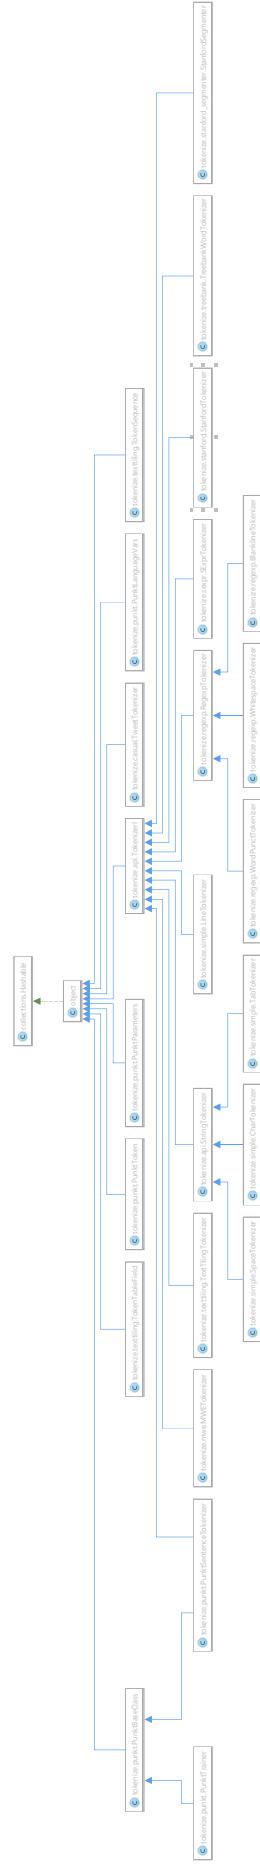 collections.Hashable
object
tokenize.texttiling.TokenSequence
tokenize.punkt.PunktLanguageVars
tokenize.casual.TweetTokenizer
tokenize.api.TokenizerI
tokenize.punkt.PunktParameters
tokenize.punkt.PunktToken
tokenize.texttiling.TokenTableField
tokenize.punkt.PunktBaseClass
tokenize.stanford_segmenter.StanfordSegmenter
tokenize.treebank.TreebankWordTokenizer
tokenize.stanford.StanfordTokenizer
tokenize.sexpr.SExprTokenizer
tokenize.regexp.RegexpTokenizer
tokenize.simple.LineTokenizer
tokenize.api.StringTokenizer
tokenize.texttiling.TextTilingTokenizer
tokenize.mwe.MWETokenizer
tokenize.punkt.PunktSentenceTokenizer
tokenize.punkt.PunktTrainer
tokenize.regexp.BlanklineTokenizer
tokenize.regexp.WhitespaceTokenizer
tokenize.regexp.WordPunctTokenizer
tokenize.simple.TabTokenizer
tokenize.simple.CharTokenizer
tokenize.simple.SpaceTokenizer